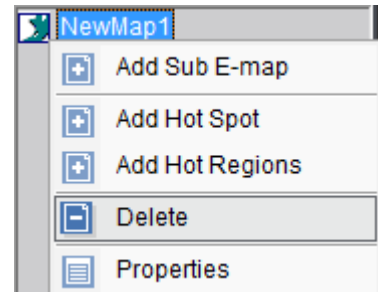 NewMap1
Add Sub E-map
Add Hot Spot
Add Hot Regions
Delete
Properties